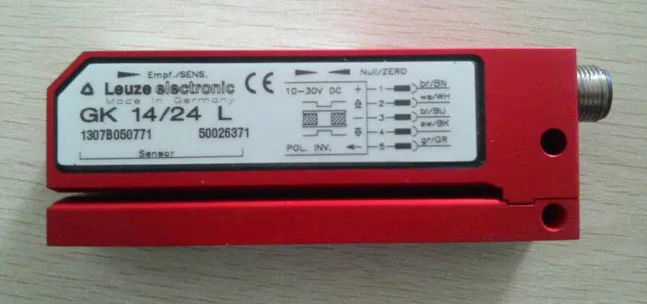 Empf./SENS.
Null/ZERO
Leuze electronic CE
Made in Germany
GK 14/24 L
1307B050771 50026371
Sensor
10-30V DC +
1 br/BN
2 ws/WH
3 bl/BU
4 sw/BK
5 gr/GR
POL. INV.